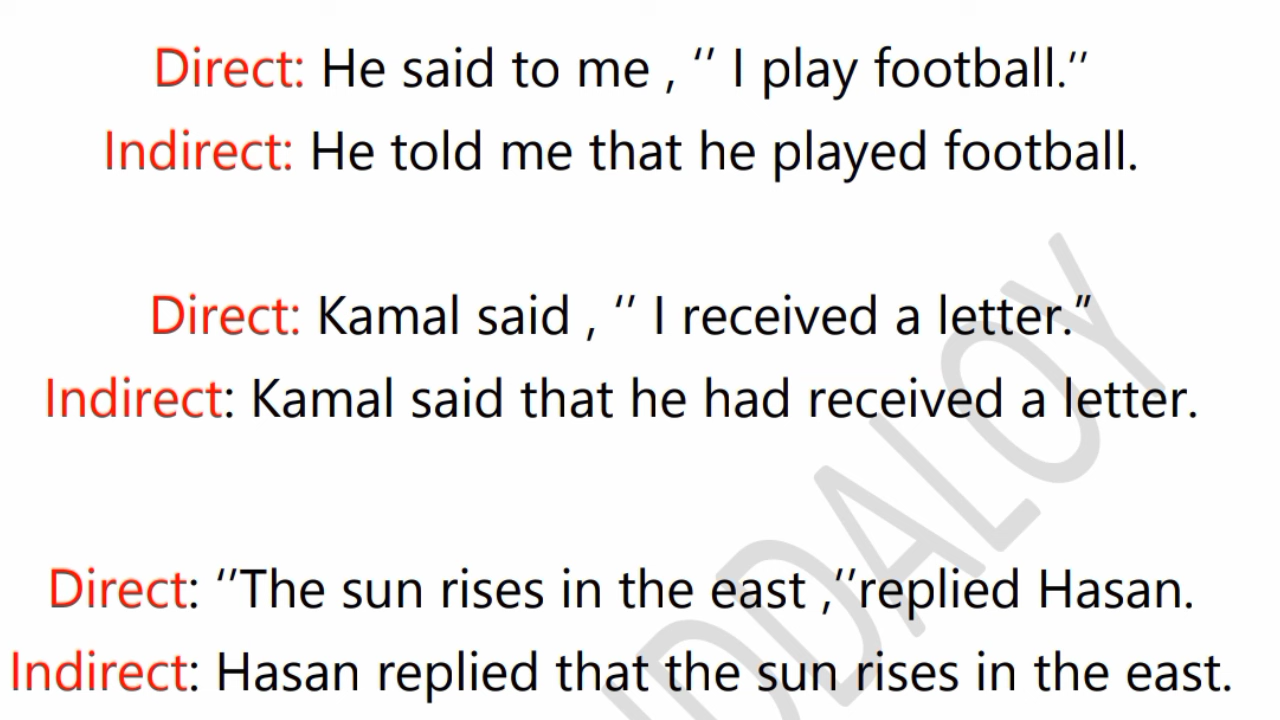 Direct: He said to me , ‘’ I play football.’’
Indirect: He told me that he played football.
Direct: Kamal said , ‘’ I received a letter.”
Indirect: Kamal said that he had received a letter.
Direct: ‘’The sun rises in the east ,‘’replied Hasan.
Indirect: Hasan replied that the sun rises in the east.